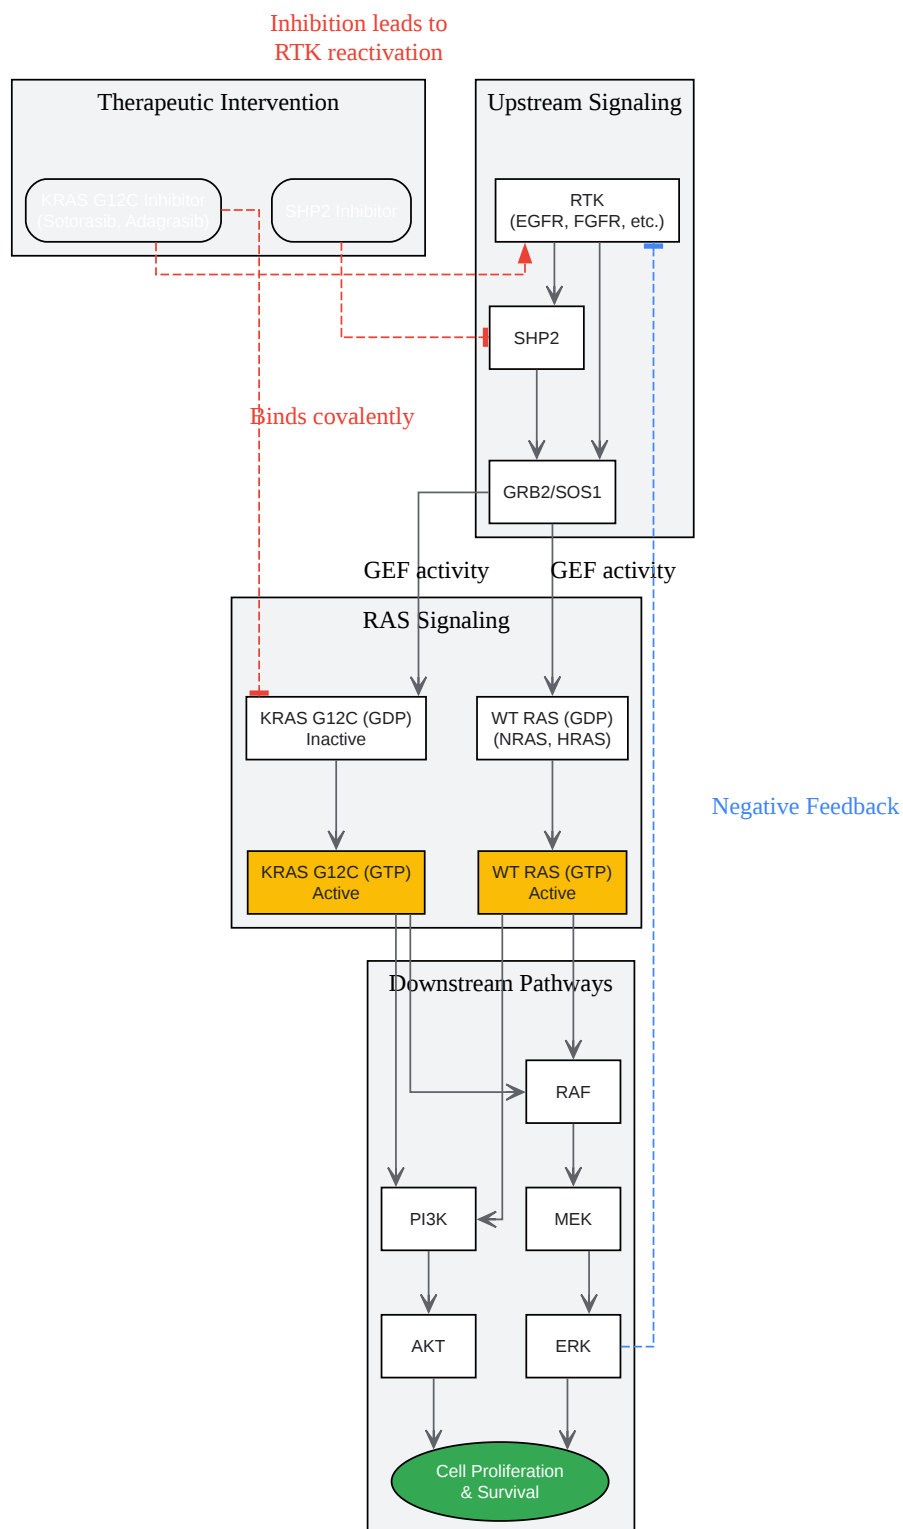 Inhibition leads to
RTK reactivation
Therapeutic Intervention
Upstream Signaling
KRAS G12C Inhibitor
(Sotorasib, Adagrasib)
SHP2 Inhibitor
RTK
(EGFR, FGFR, etc.)
SHP2
Binds covalently
GRB2/SOS1
GEF activity
GEF activity
RAS Signaling
KRAS G12C (GDP)
Inactive
WT RAS (GDP)
(NRAS, HRAS)
Negative Feedback
KRAS G12C (GTP)
Active
WT RAS (GTP)
Active
Downstream Pathways
RAF
PI3K
MEK
AKT
ERK
Cell Proliferation
& Survival